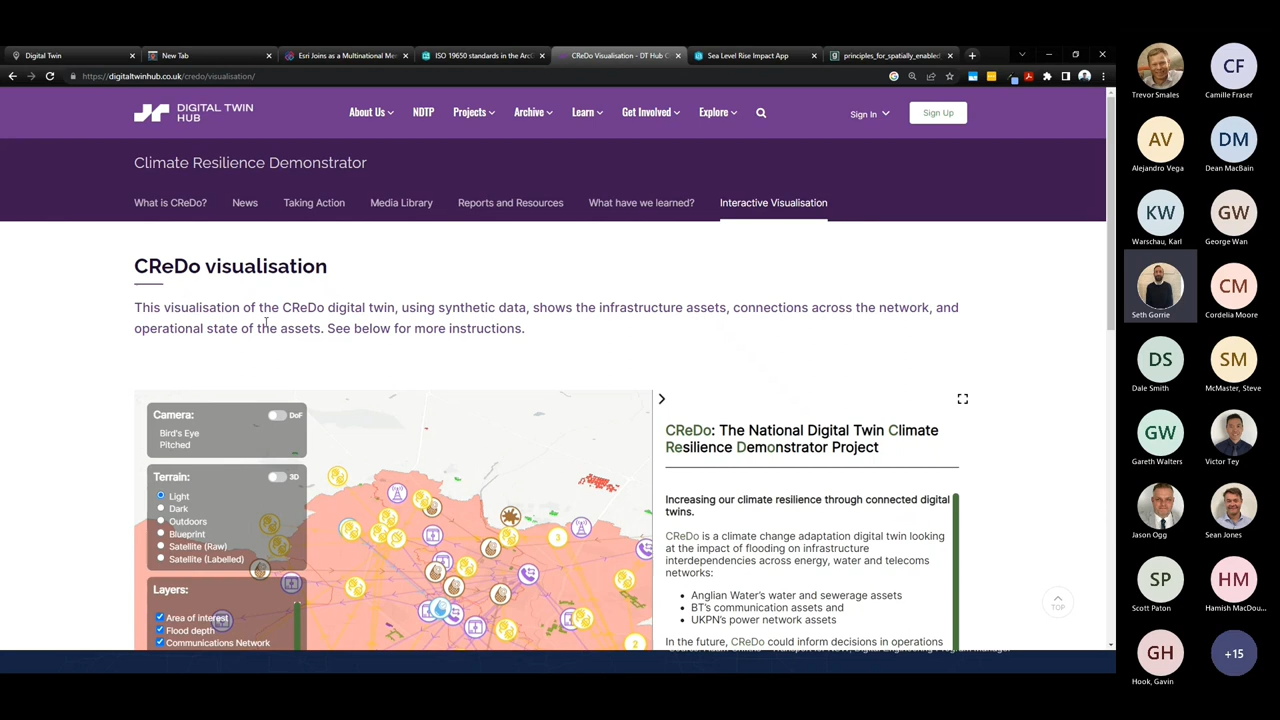 Digital Twin
New Tab
Esri Joins as a Multinational Me
ISO 19650 standards in the ArcG
CReDo Visualisation - DT Hub C
Sea Level Rise Impact App
principles_for_spatially_enabled
https://digitaltwinhub.co.uk/credo/visualisation/
DIGITAL TWIN
HUB
About Us
NDTP
Projects
Archive
Learn
Get Involved
Explore
Sign In
Sign Up
Climate Resilience Demonstrator
What is CReDo?
News
Taking Action
Media Library
Reports and Resources
What have we learned?
Interactive Visualisation
CReDo visualisation
This visualisation of the CReDo digital twin, using synthetic data, shows the infrastructure assets, connections across the network, and
operational state of the assets. See below for more instructions.
Camera:
DoF
Bird's Eye
Pitched
Terrain:
3D
Light
Dark
Outdoors
Blueprint
Satellite (Raw)
Satellite (Labelled)
Layers:
Area of interest
Flood depth
Communications Network
3
2
CReDo: The National Digital Twin Climate
Resilience Demonstrator Project
Increasing our climate resilience through connected digital
twins.
CReDo is a climate change adaptation digital twin looking
at the impact of flooding on infrastructure
interdependencies across energy, water and telecoms
networks:
Anglian Water's water and sewerage assets
BT's communication assets and
UKPN's power network assets
In the future, CReDo could inform decisions in operations
TOP
Trevor Smales
CF
Camille Fraser
AV
Alejandro Vega
DM
Dean MacBain
KW
Warschau, Karl
GW
George Wan
Seth Gorrie
CM
Cordelia Moore
DS
Dale Smith
SM
McMaster, Steve
GW
Gareth Walters
Victor Tey
Jason Ogg
Sean Jones
SP
Scott Paton
HM
Hamish MacDou...
GH
Hook, Gavin
+15